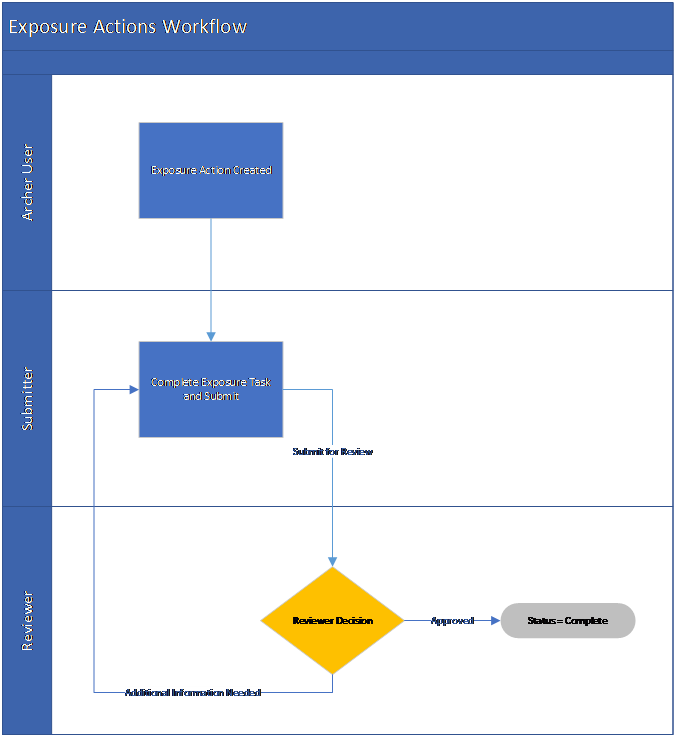 Exposure Actions Workflow
Archer User
Exposure Action Created
Submitter
Complete Exposure Task
and Submit
Submit for Review
Reviewer
Reviewer Decision
Approved
Status = Complete
Additional Information Needed